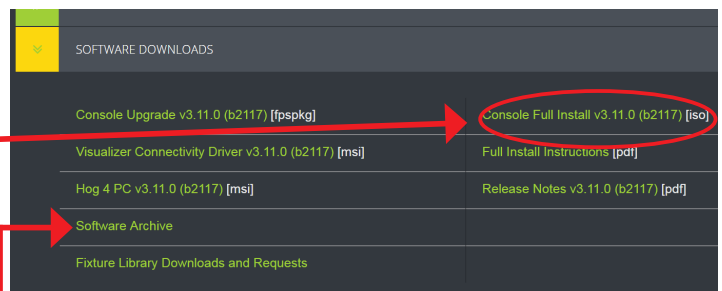 SOFTWARE DOWNLOADS
Console Upgrade v3.11.0 (b2117) [fpspkg]
Console Full Install v3.11.0 (b2117) [iso]
Visualizer Connectivity Driver v3.11.0 (b2117) [msi]
Full Install Instructions [pdf]
Hog 4 PC v3.11.0 (b2117) [msi]
Release Notes v3.11.0 (b2117) [pdf]
Software Archive
Fixture Library Downloads and Requests